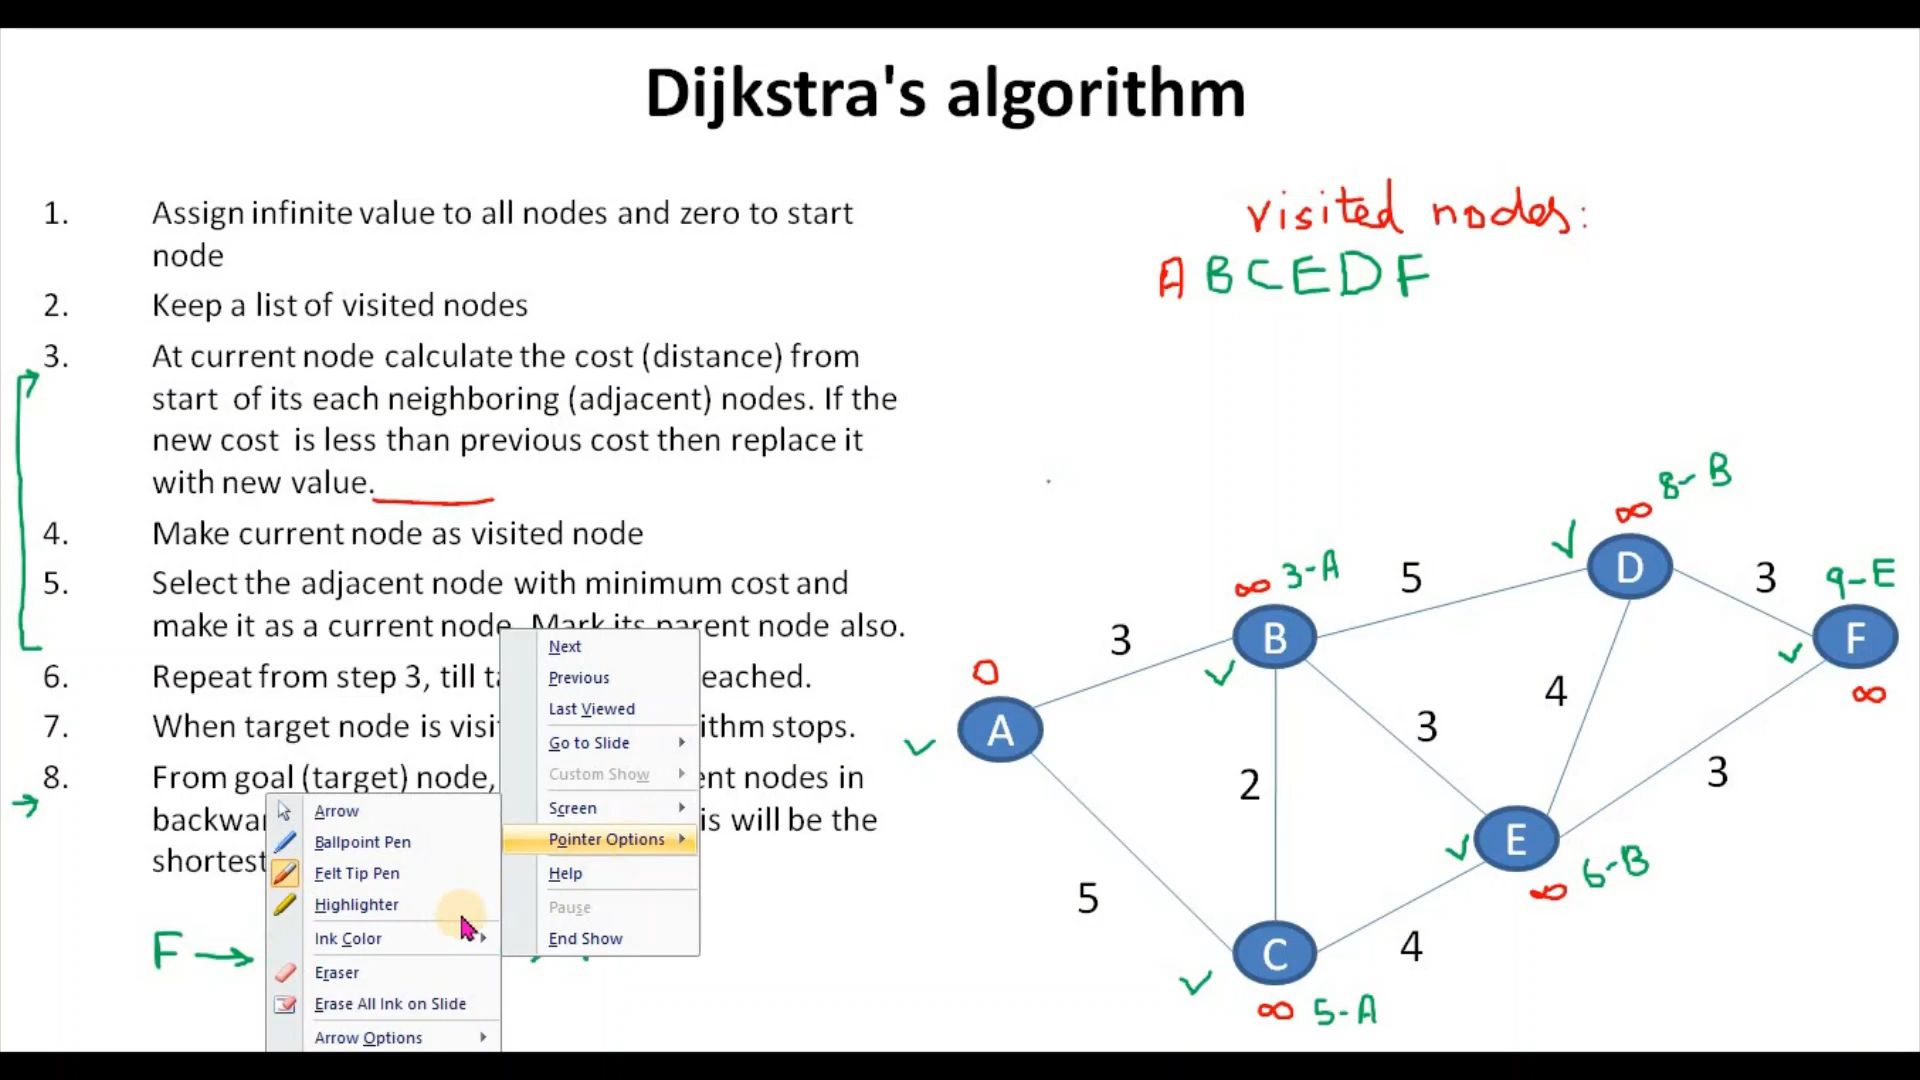 Dijkstra's algorithm
1. Assign infinite value to all nodes and zero to start
node
2. Keep a list of visited nodes
3. At current node calculate the cost (distance) from
start of its each neighboring (adjacent) nodes. If the
new cost is less than previous cost then replace it
with new value.
4. Make current node as visited node
5. Select the adjacent node with minimum cost and
make it as a current node. Mark its parent node also.
6. Repeat from step 3, till eached.
7. When target node is ithm stops.
8. From goal (target) node, nodes in
is will be the
F →
Next
Previous
Last Viewed
Go to Slide
Custom Show
Screen
Pointer Options
Help
Pause
End Show
Arrow
Ballpoint Pen
Felt Tip Pen
Highlighter
Ink Color
Eraser
Erase All Ink on Slide
Arrow Options
visited nodes:
A B C E D F
8-B
∞
D
∞ 3-A
5
3
9-E
3
B
F
0
4
∞
A
3
2
3
E
5
∞ 6-B
4
C
∞ 5-A